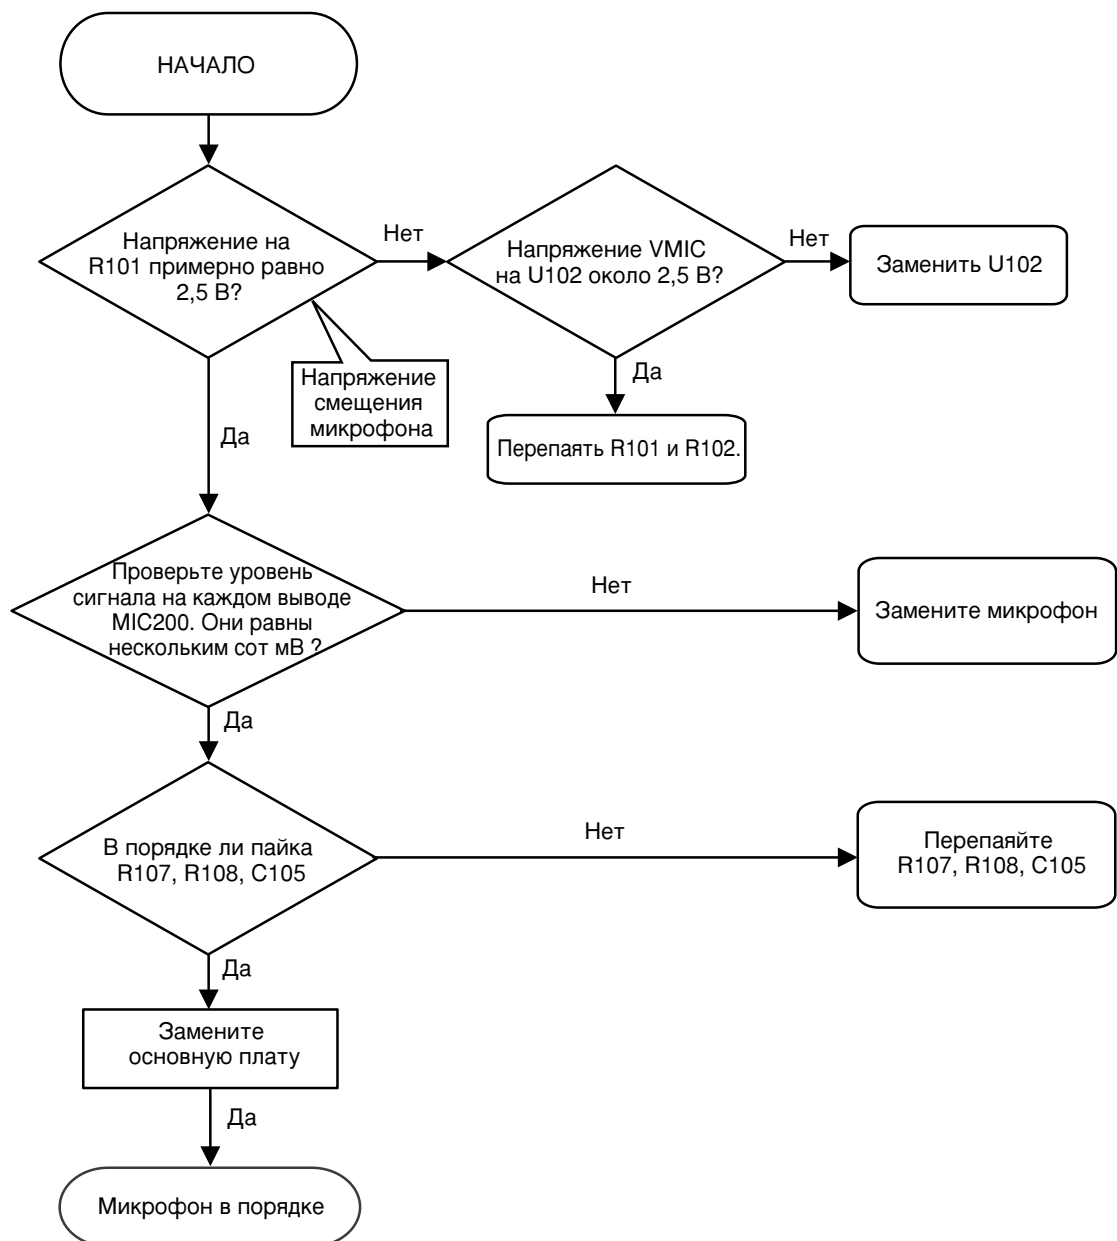 НАЧАЛО
Напряжение на
R101 примерно равно
2,5 В?
Нет
Напряжение VMIC
на U102 около 2,5 В?
Нет
Заменить U102
Напряжение
смещения
микрофона
Да
Перепаять R101 и R102.
Да
Проверьте уровень
сигнала на каждом выводе
MIC200. Они равны
нескольким сот мВ ?
Нет
Замените микрофон
Да
В порядке ли пайка
R107, R108, C105
Нет
Перепаяйте
R107, R108, C105
Да
Замените
основную плату
Да
Микрофон в порядке